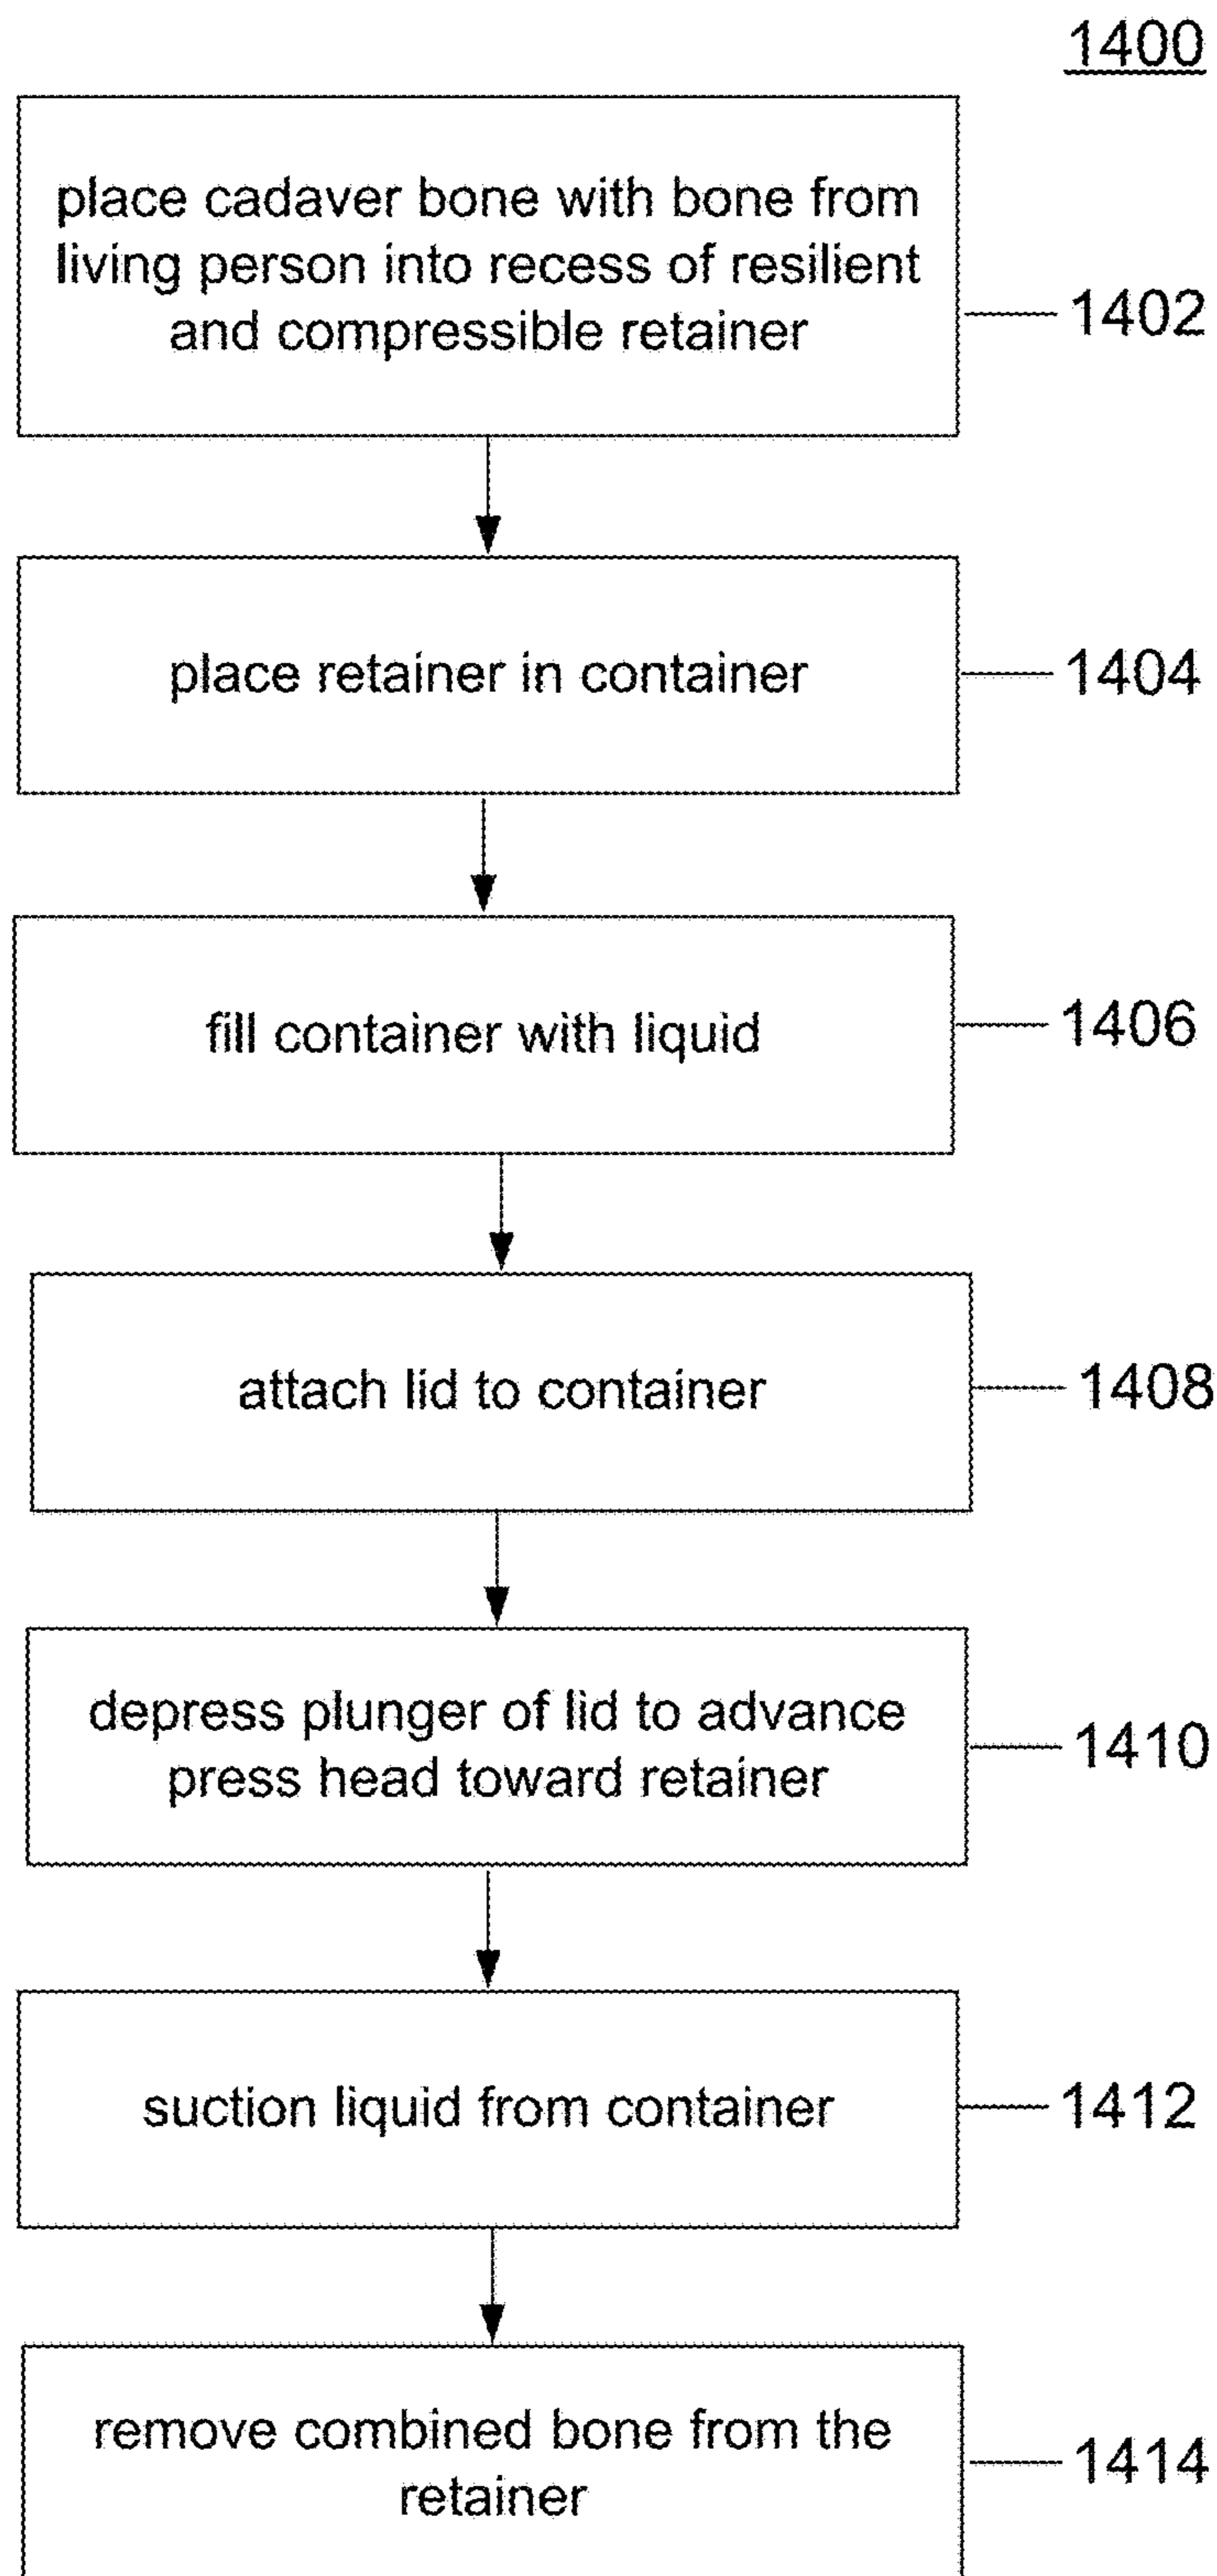 1400
place cadaver bone with bone from
living person into recess of resilient
and compressible retainer
1402
place retainer in container
1404
fill container with liquid
1406
attach lid to container
1408
depress plunger of lid to advance
press head toward retainer
1410
suction liquid from container
1412
remove combined bone from the
retainer
1414